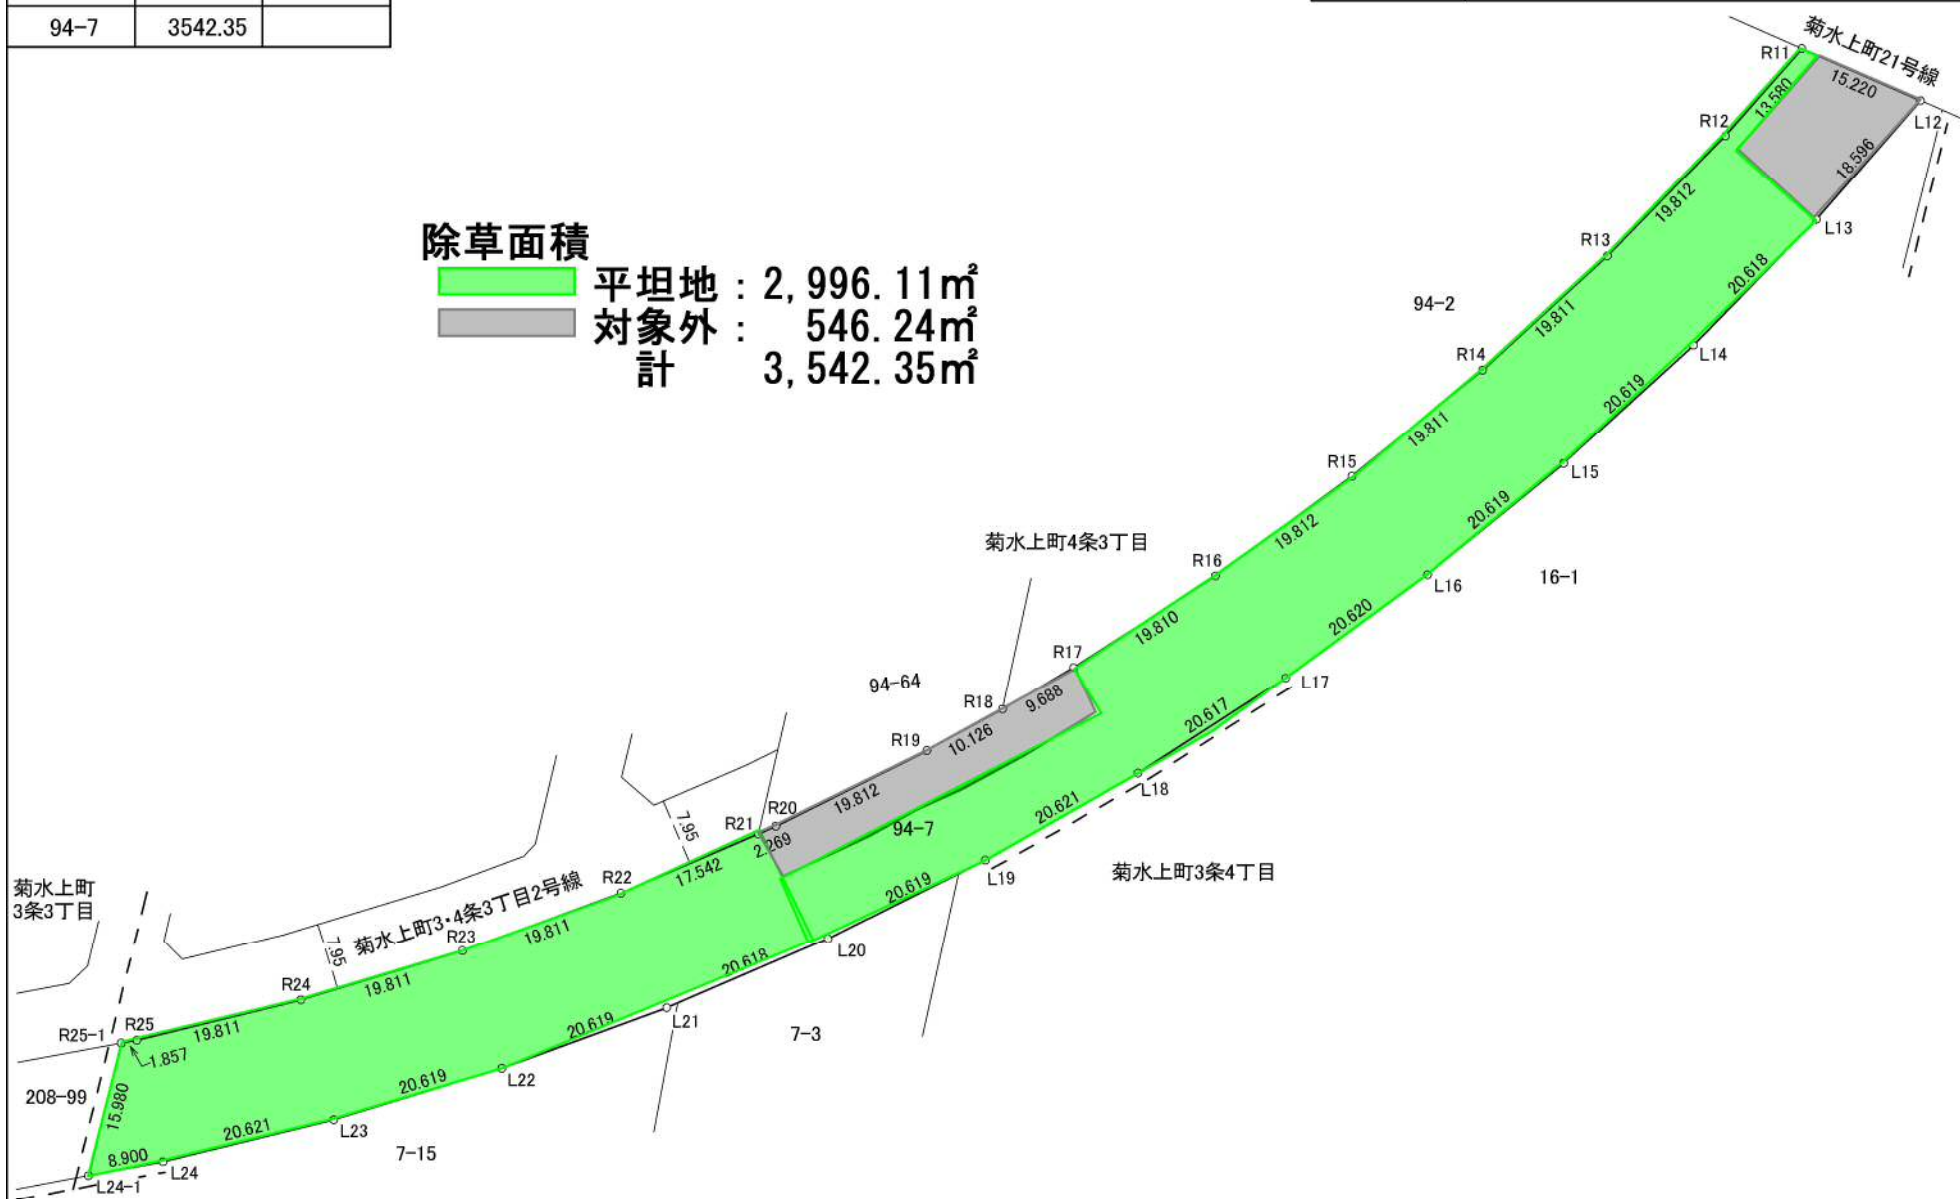 94-7 3542.35
菊水上町21号線
R11
15.220
13.580
R12
L12
18.596
19.812
L13
R13
20.618
94-2
19.811
L14
R14
20.619
19.811
R15
L15
20.619
19.812
除草面積
平坦地：2,996.11㎡
対象外： 546.24㎡
計 3,542.35㎡
菊水上町4条3丁目
R16
16-1
L16
19.810
20.620
R17
94-64
L17
R18
9.688
20.617
R19
10.126
L18
19.812
R20
20.621
R21
7.95
94-7
2.269
L19
菊水上町3条4丁目
17.542
R22
20.619
菊水上町
3条3丁目
菊水上町3・4条3丁目2号線
7.95
R23
19.811
L20
20.618
R24
19.811
L21
20.619
7-3
R25-1
R25
19.811
1.857
L22
20.619
208-99
15.980
L23
20.621
7-15
8.900
L24
L24-1